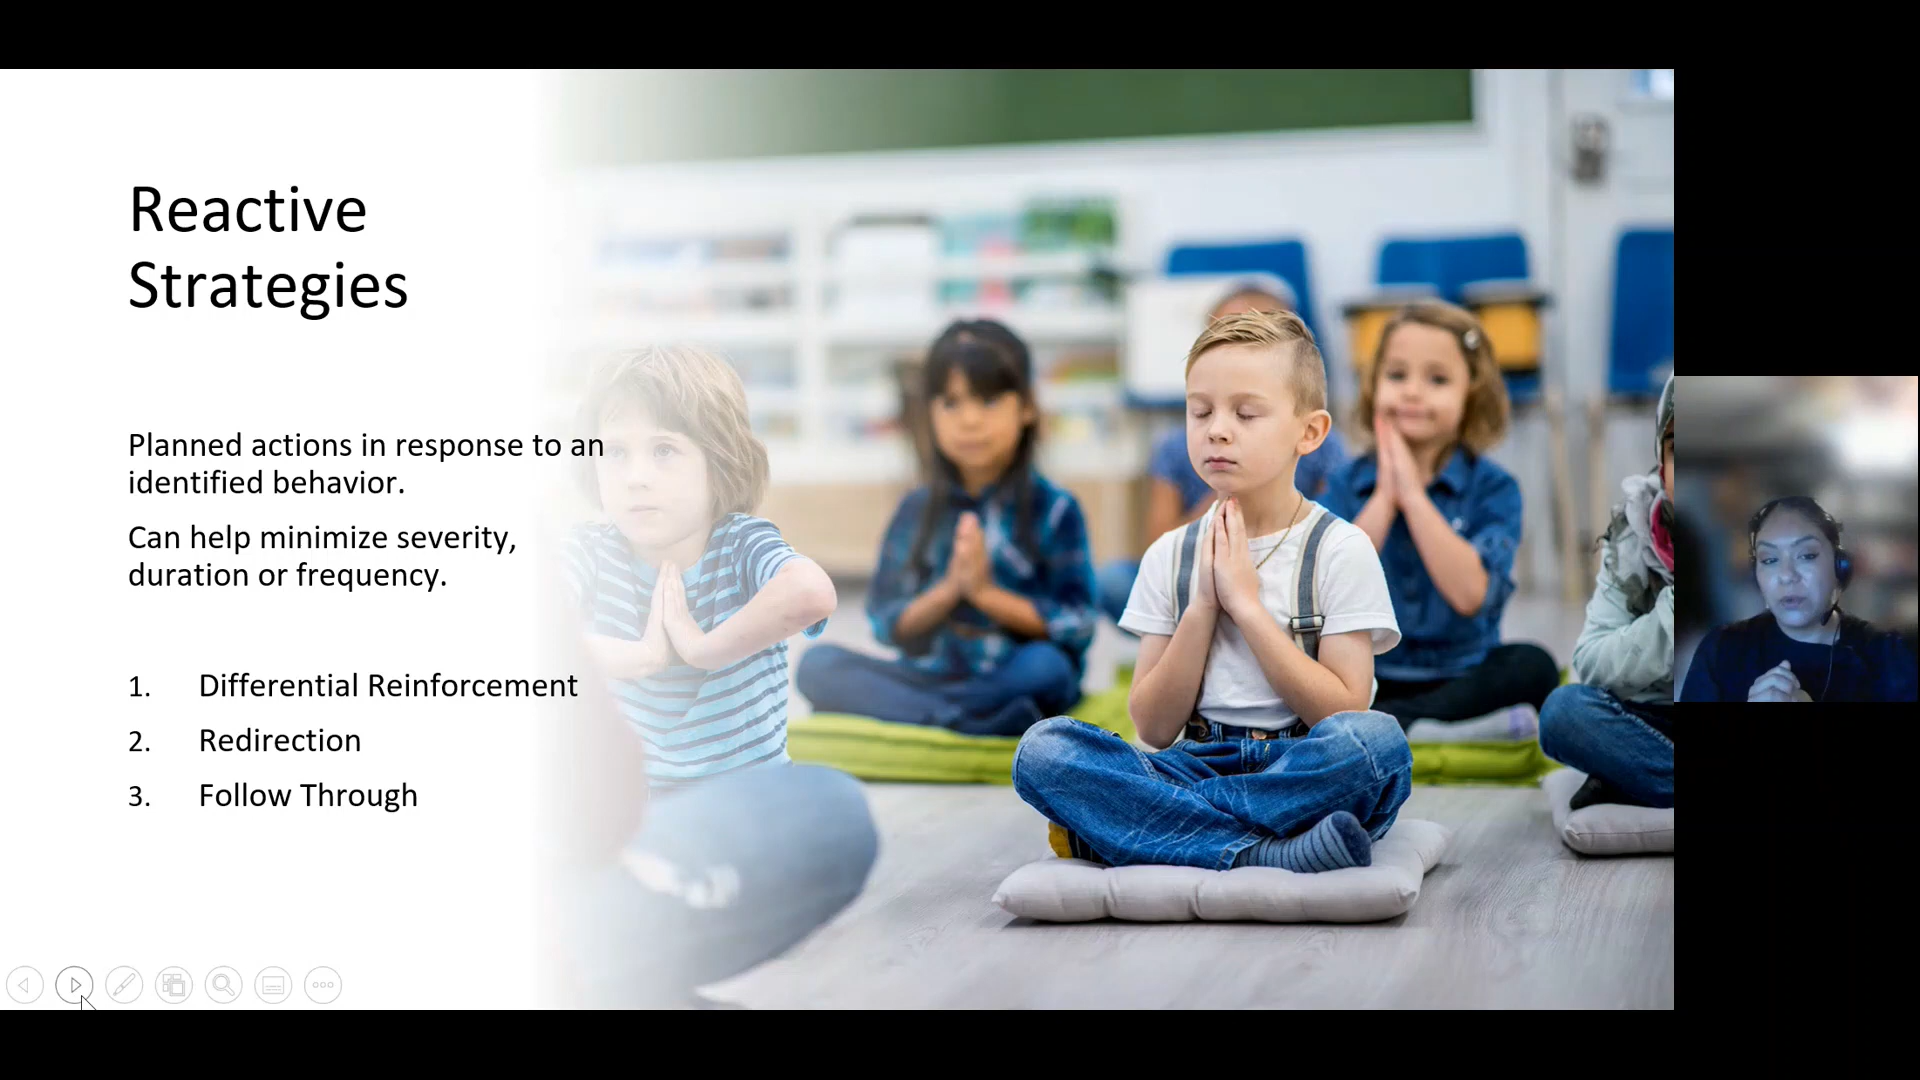 Reactive
Strategies
Planned actions in response to an
identified behavior.
Can help minimize severity,
duration or frequency.
1. Differential Reinforcement
2. Redirection
3. Follow Through